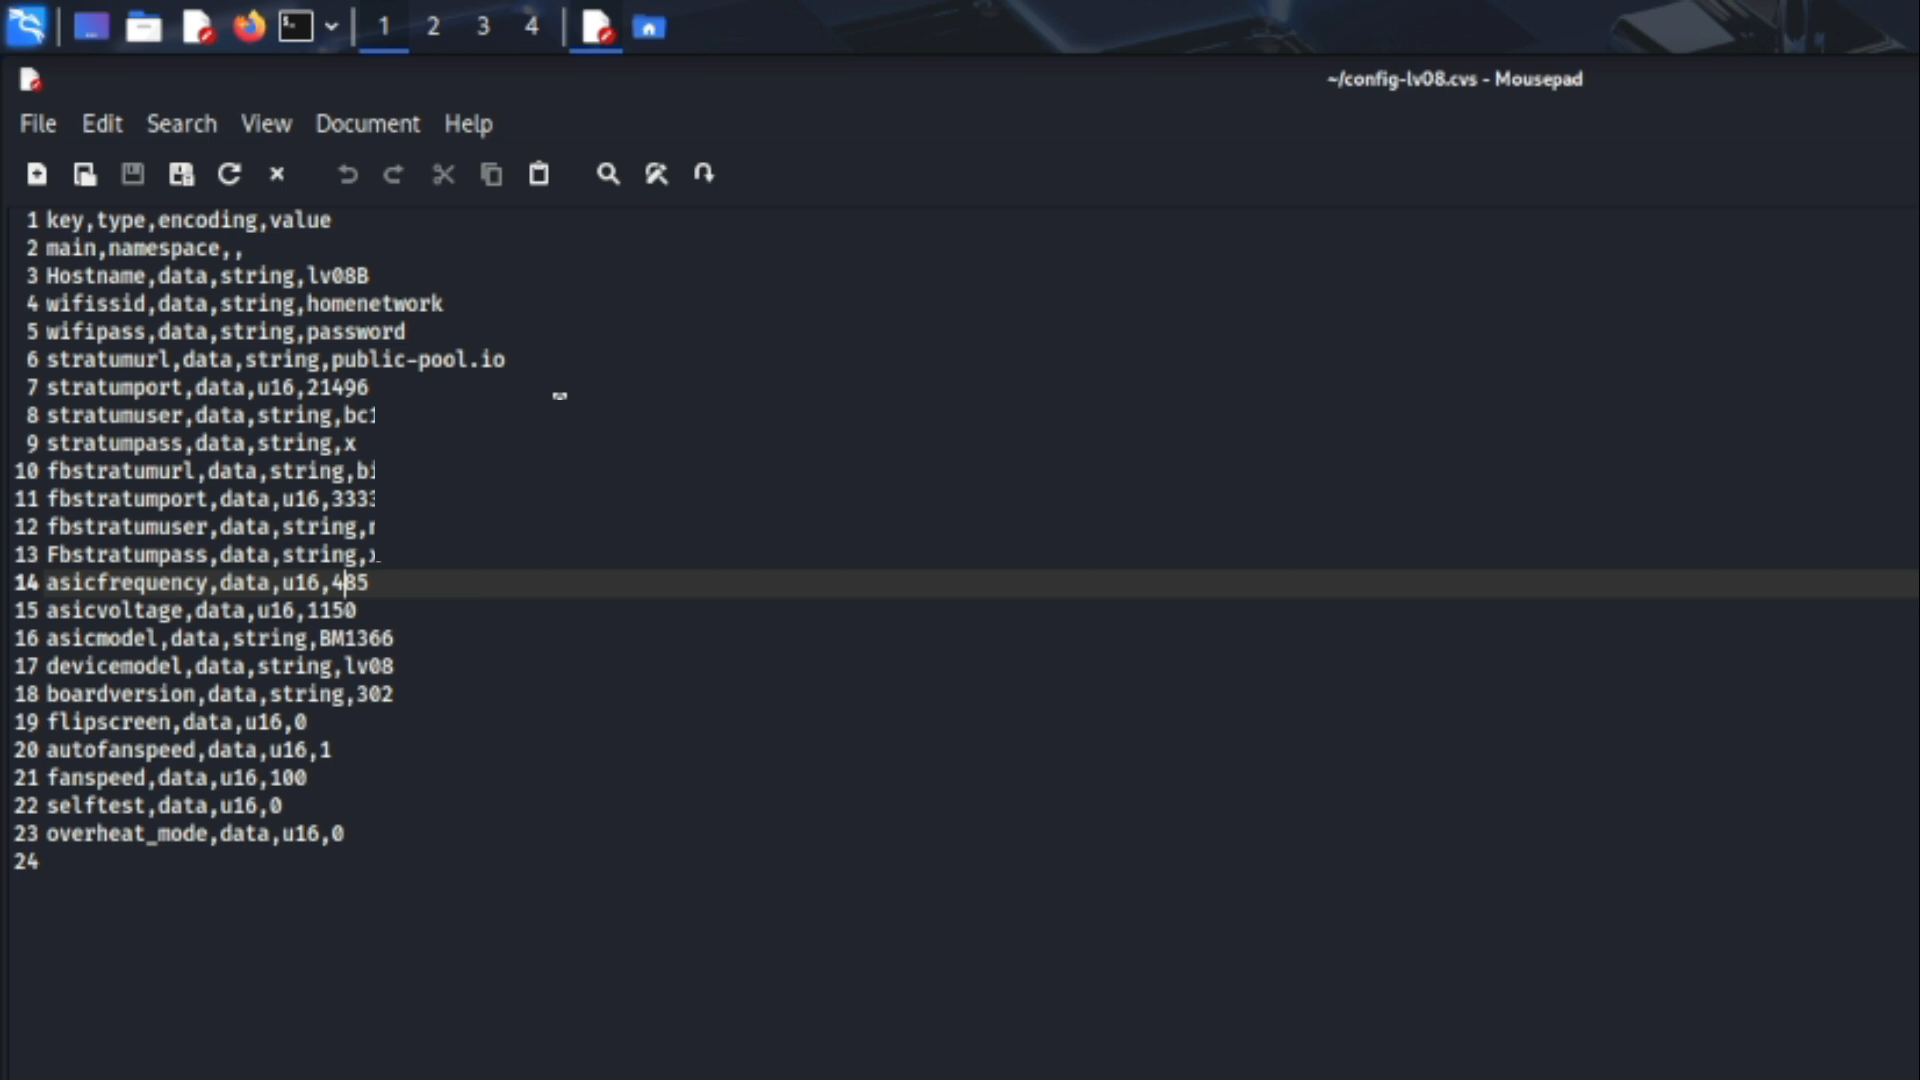 1 2 3 4
~/config-lv08.cvs - Mousepad
File Edit Search View Document Help
1 key,type,encoding,value
2 main,namespace,,
3 Hostname,data,string,lv08B
4 wifissid,data,string,homenetwork
5 wifipass,data,string,password
6 stratumurl,data,string,public-pool.io
7 stratumport,data,u16,21496
8 stratumuser,data,string,bc1
9 stratumpass,data,string,x
10 fbstratumurl,data,string,bi
11 fbstratumport,data,u16,3333
12 fbstratumuser,data,string,
13 Fbstratumpass,data,string,x
14 asicfrequency,data,u16,485
15 asicvoltage,data,u16,1150
16 asicmodel,data,string,BM1366
17 devicemodel,data,string,lv08
18 boardversion,data,string,302
19 flipscreen,data,u16,0
20 autofanspeed,data,u16,1
21 fanspeed,data,u16,100
22 selftest,data,u16,0
23 overheat_mode,data,u16,0
24